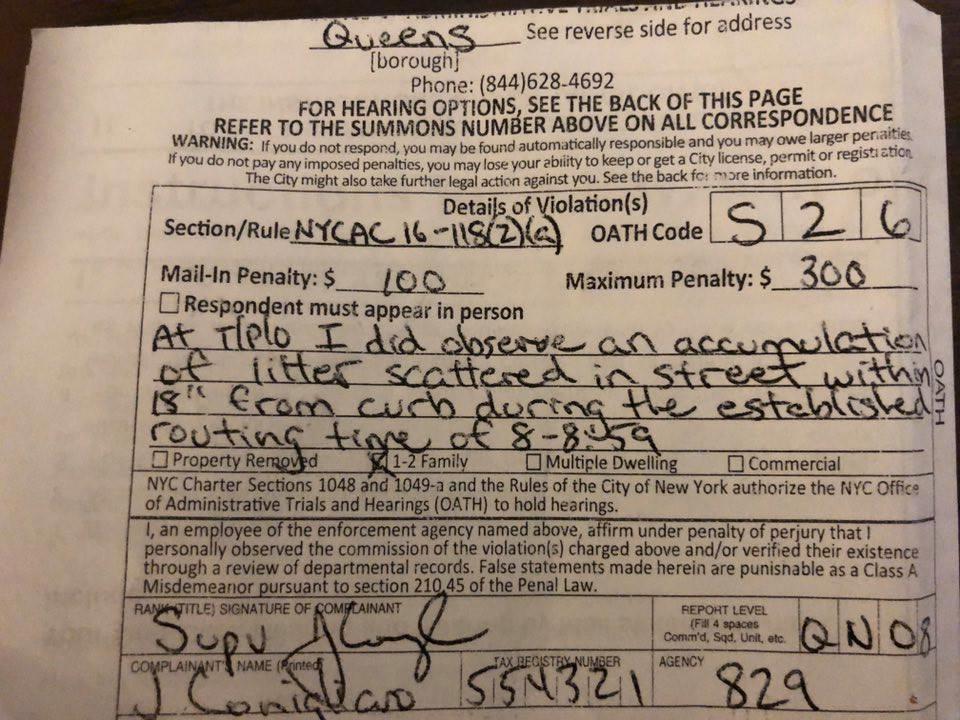 ADMINISTRATIVE TRIALS AND HEARINGS
Queens See reverse side for address
[borough]
Phone: (844)628-4692
FOR HEARING OPTIONS, SEE THE BACK OF THIS PAGE
REFER TO THE SUMMONS NUMBER ABOVE ON ALL CORRESPONDENCE
WARNING: If you do not respond, you may be found automatically responsible and you may owe larger penalties.
If you do not pay any imposed penalties, you may lose your ability to keep or get a City license, permit or registration.
The City might also take further legal action against you. See the back for more information.
Details of Violation(s)
Section/Rule NYCAC 16-118(2)(a) OATH Code S 2 6
Mail-In Penalty: $ 100 Maximum Penalty: $ 300
Respondent must appear in person
At T/P/O I did observe an accumulation
of litter scattered in street within
18" from curb during the established
routing time of 8-8:59
OATH
Property Removed 1-2 Family Multiple Dwelling Commercial
NYC Charter Sections 1048 and 1049-a and the Rules of the City of New York authorize the NYC Office
of Administrative Trials and Hearings (OATH) to hold hearings.
I, an employee of the enforcement agency named above, affirm under penalty of perjury that I
personally observed the commission of the violation(s) charged above and/or verified their existence
through a review of departmental records. False statements made herein are punishable as a Class A
Misdemeanor pursuant to section 210.45 of the Penal Law.
RANK (TITLE) SIGNATURE OF COMPLAINANT REPORT LEVEL
(Fill 4 spaces
Comm'd, Sqd, Unit, etc. Q N 0 8
Supv
COMPLAINANT'S NAME (Printed) TAX REGISTRY NUMBER AGENCY
J 554321 829